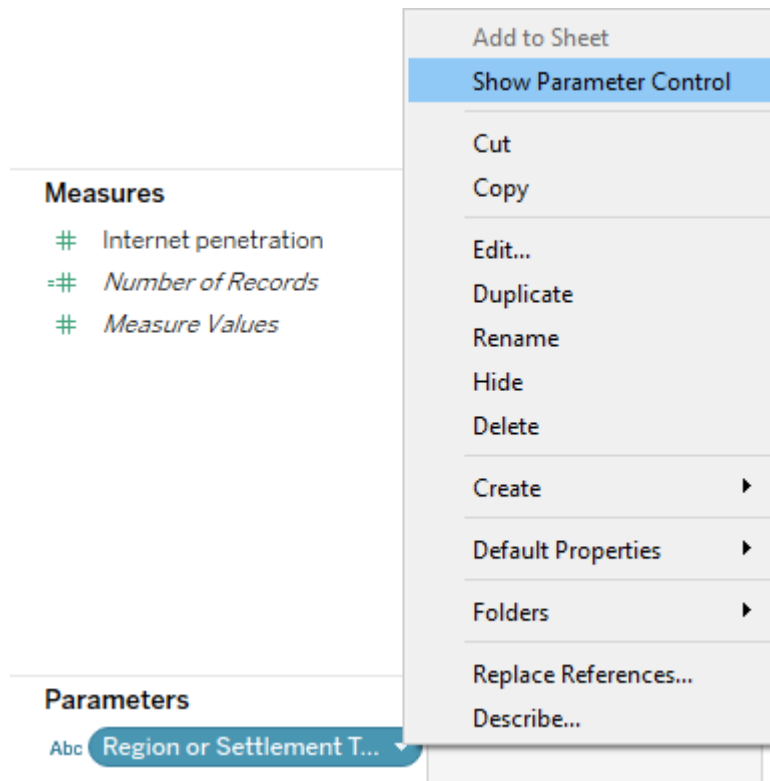 Add to Sheet
Show Parameter Control
Cut
Copy
Measures
# Internet penetration
=# Number of Records
# Measure Values
Edit...
Duplicate
Rename
Hide
Delete
Create
Default Properties
Folders
Replace References...
Describe...
Parameters
Abc Region or Settlement T...